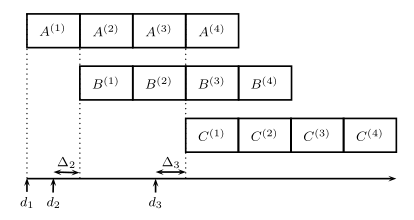 A^(1) A^(2) A^(3) A^(4)
B^(1) B^(2) B^(3) B^(4)
C^(1) C^(2) C^(3) C^(4)
Δ₂ Δ₃
d₁ d₂ d₃